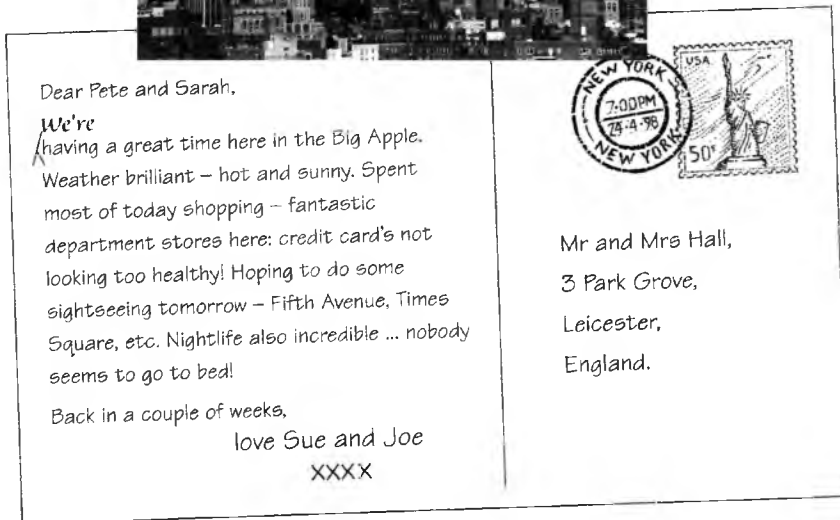 Dear Pete and Sarah,
We're
having a great time here in the Big Apple.
Weather brilliant – hot and sunny. Spent
most of today shopping – fantastic
department stores here: credit card's not
looking too healthy! Hoping to do some
sightseeing tomorrow – Fifth Avenue, Times
Square, etc. Nightlife also incredible ... nobody
seems to go to bed!
Back in a couple of weeks,
love Sue and Joe
XXXX
NEW YORK
7:00PM
24·4·98
NEW YORK
USA
50c
Mr and Mrs Hall,
3 Park Grove,
Leicester,
England.